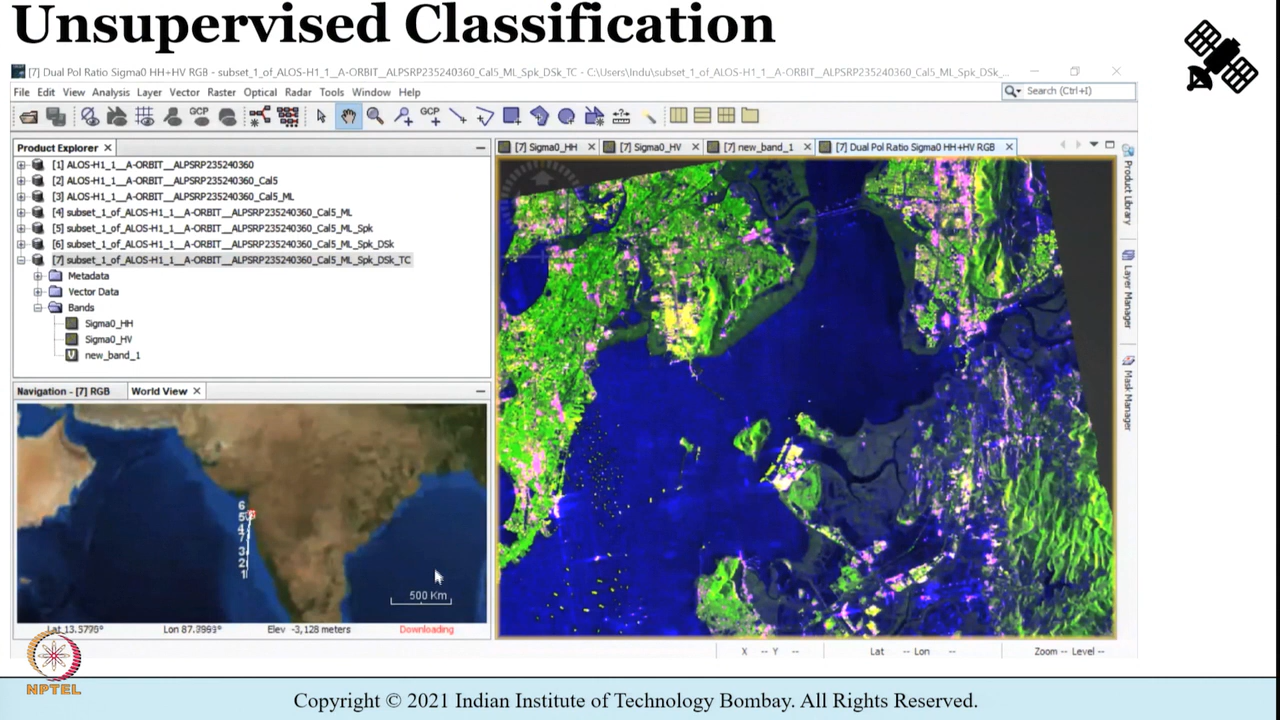 Unsupervised Classification
[7] Dual Pol Ratio Sigma0 HH+HV RGB - subset_1_of_ALOS-H1_1__A-ORBIT__ALPSRP235240360_Cal5_ML_Spk_DSk_TC - C:\Users\Indu\subset_1_of_ALOS-H1_1__A-ORBIT__ALPSRP235240360_Cal5_ML_Spk_DSk_...
File Edit View Analysis Layer Vector Raster Optical Radar Tools Window Help
Search (Ctrl+I)
GCP GCP
Product Explorer
[7] Sigma0_HH [7] Sigma0_HV [7] new_band_1 [7] Dual Pol Ratio Sigma0 HH+HV RGB
[1] ALOS-H1_1__A-ORBIT__ALPSRP235240360
[2] ALOS-H1_1__A-ORBIT__ALPSRP235240360_Cal5
[3] ALOS-H1_1__A-ORBIT__ALPSRP235240360_Cal5_ML
[4] subset_1_of_ALOS-H1_1__A-ORBIT__ALPSRP235240360_Cal5_ML
[5] subset_1_of_ALOS-H1_1__A-ORBIT__ALPSRP235240360_Cal5_ML_Spk
[6] subset_1_of_ALOS-H1_1__A-ORBIT__ALPSRP235240360_Cal5_ML_Spk_DSk
[7] subset_1_of_ALOS-H1_1__A-ORBIT__ALPSRP235240360_Cal5_ML_Spk_DSk_TC
Metadata
Vector Data
Bands
Sigma0_HH
Sigma0_HV
V new_band_1
Product Library
Layer Manager
Mask Manager
Navigation - [7] RGB World View
6
5
4
7
3
2
1
500 Km
Lat 13.5798° Lon Elev -3,128 meters Downloading
X -- Y -- Lat -- Lon -- Zoom -- Level --
NPTEL
Copyright © 2021 Indian Institute of Technology Bombay. All Rights Reserved.